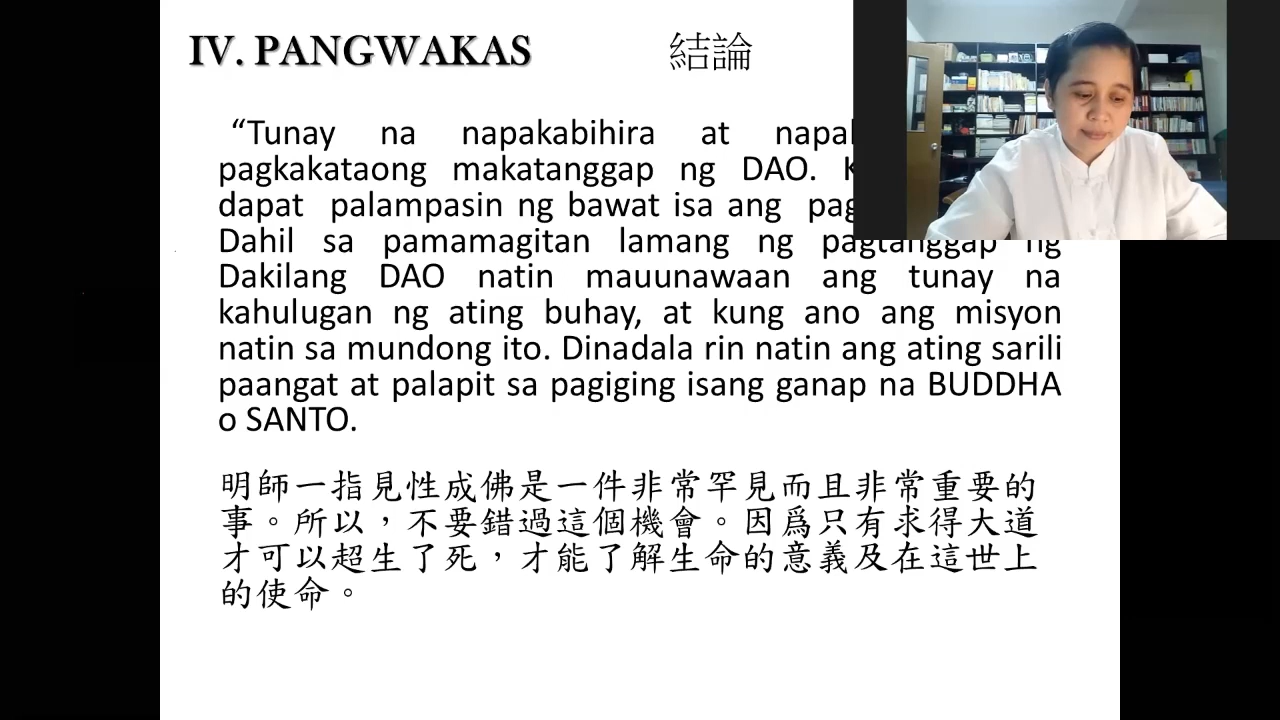 IV. PANGWAKAS 結論
“Tunay na napakabihira at
pagkakataong makatanggap ng DAO.
dapat palampasin ng bawat isa ang
Dahil sa pamamagitan lamang ng pagtanggap ng
Dakilang DAO natin mauunawaan ang tunay na
kahulugan ng ating buhay, at kung ano ang misyon
natin sa mundong ito. Dinadala rin natin ang ating sarili
paangat at palapit sa pagiging isang ganap na BUDDHA
o SANTO.
明師一指見性成佛是一件非常罕見而且非常重要的
事。所以，不要錯過這個機會。因爲只有求得大道
才可以超生了死，才能了解生命的意義及在這世上
的使命。